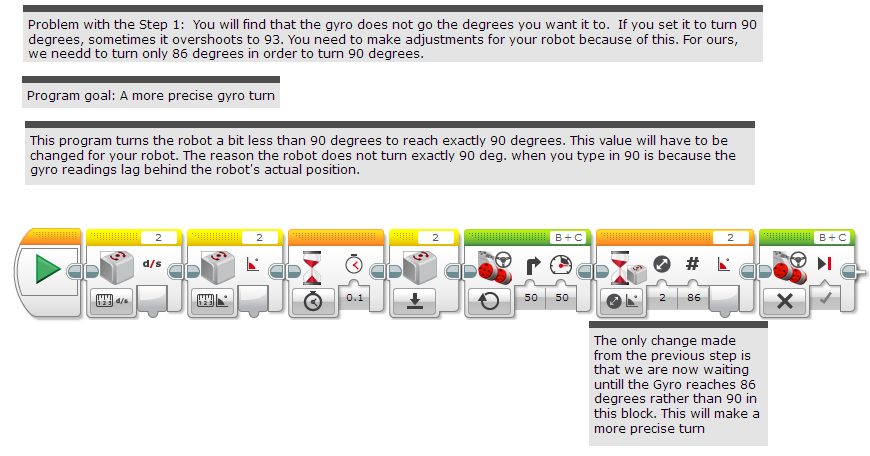 Problem with the Step 1:  You will find that the gyro does not go the degrees you want it to.  If you set it to turn 90
degrees, sometimes it overshoots to 93. You need to make adjustments for your robot because of this. For ours,
we needd to turn only 86 degrees in order to turn 90 degrees.
Program goal: A more precise gyro turn
This program turns the robot a bit less than 90 degrees to reach exactly 90 degrees. This value will have to be
changed for your robot. The reason the robot does not turn exactly 90 deg. when you type in 90 is because the
gyro readings lag behind the robot's actual position.
2 2 2 B+C 2 B+C
d/s #
1 2 3 d/s 1 2 3 0.1 50 50 2 86
The only change made
from the previous step is
that we are now waiting
untill the Gyro reaches 86
degrees rather than 90 in
this block. This will make a
more precise turn